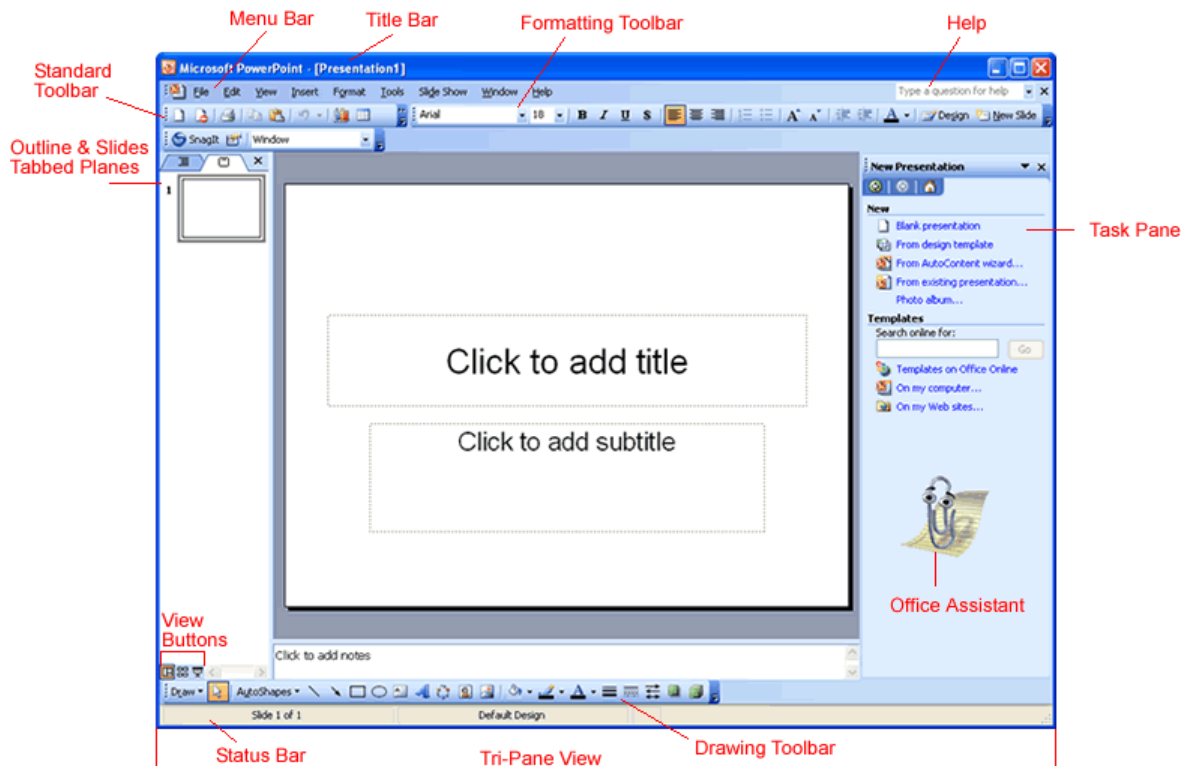 Menu Bar
Title Bar
Formatting Toolbar
Help
Standard
Toolbar
Microsoft PowerPoint - [Presentation1]
File Edit View Insert Format Tools Slide Show Window Help
Type a question for help
Arial 18 B I U S A A A Design New Slide
SnagIt Window
Outline & Slides
Tabbed Planes
1
New Presentation
New
Blank presentation
From design template
From AutoContent wizard...
From existing presentation...
Photo album...
Templates
Search online for:
Go
Templates on Office Online
On my computer...
On my Web sites...
Task Pane
Click to add title
Click to add subtitle
Office Assistant
View
Buttons
Click to add notes
Draw AutoShapes A A
Slide 1 of 1 Default Design
Status Bar
Tri-Pane View
Drawing Toolbar